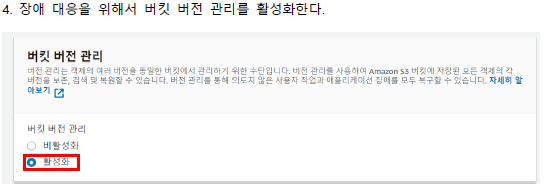 4. 장애 대응을 위해서 버킷 버전 관리를 활성화한다.
버킷 버전 관리
버전 관리는 객체의 여러 버전을 동일한 버킷에서 관리하기 위한 수단입니다. 버전 관리를 사용하여 Amazon S3 버킷에 저장된 모든 객체의 각
버전을 보존, 검색 및 복원할 수 있습니다. 버전 관리를 통해 의도치 않은 사용자 작업과 애플리케이션 장애를 모두 복구할 수 있습니다. 자세히 알
아보기
버킷 버전 관리
비활성화
활성화